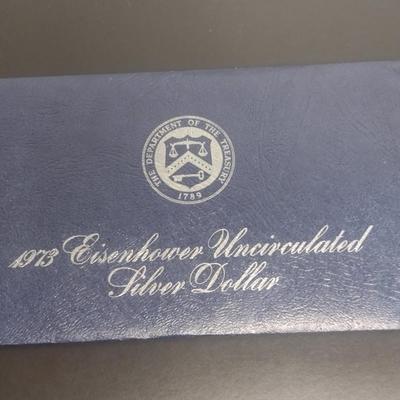 THE DEPARTMENT OF THE TREASURY
1789
1973 Eisenhower Uncirculated
Silver Dollar